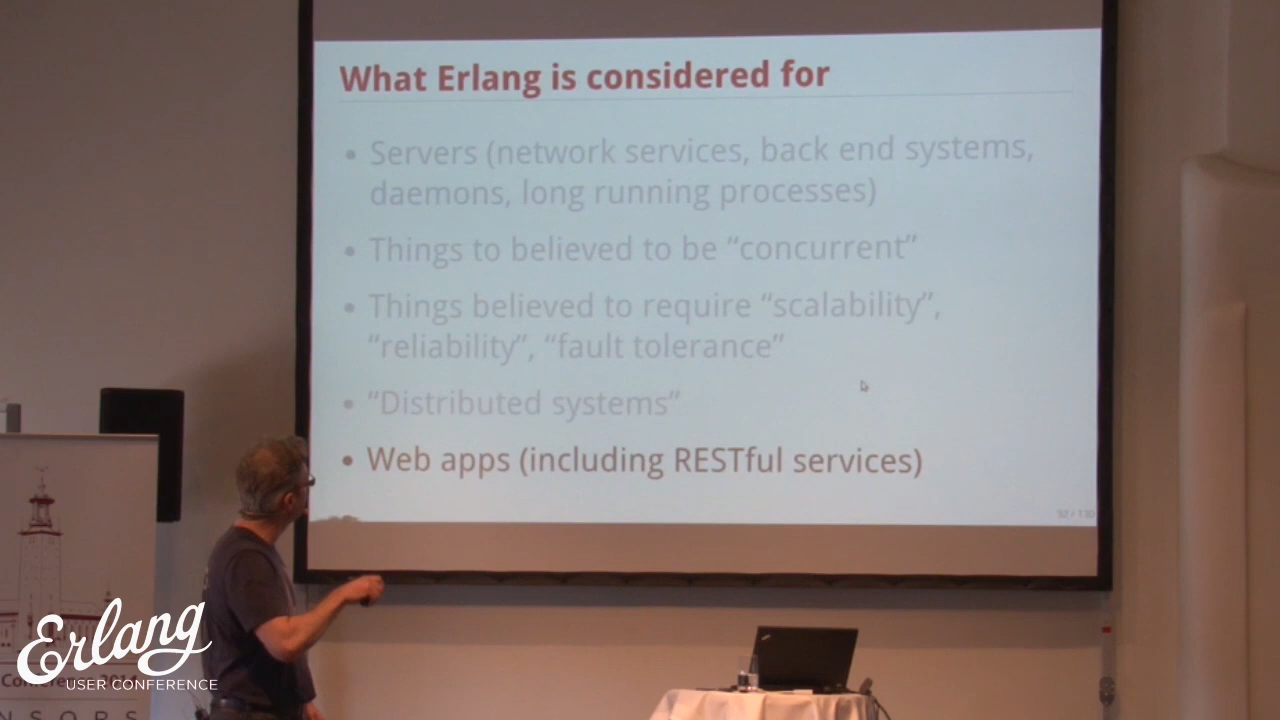 What Erlang is considered for
• Servers (network services, back end systems,
daemons, long running processes)
• Things to believed to be “concurrent”
• Things believed to require “scalability”,
“reliability”, “fault tolerance”
• “Distributed systems”
• Web apps (including RESTful services)
Erlang
USER CONFERENCE
NSORS